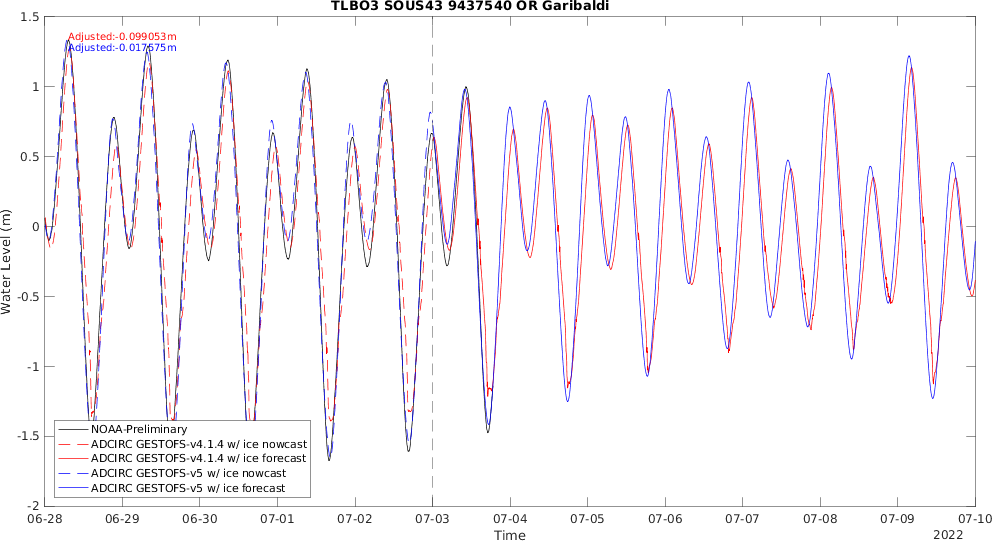 TLBO3 SOUS43 9437540 OR Garibaldi
Adjusted:-0.099053m
Adjusted:-0.017575m
1.5
1
0.5
0
-0.5
-1
-1.5
-2
Water Level (m)
NOAA-Preliminary
ADCIRC GESTOFS-v4.1.4 w/ ice nowcast
ADCIRC GESTOFS-v4.1.4 w/ ice forecast
ADCIRC GESTOFS-v5 w/ ice nowcast
ADCIRC GESTOFS-v5 w/ ice forecast
06-28 06-29 06-30 07-01 07-02 07-03 07-04 07-05 07-06 07-07 07-08 07-09 07-10
Time
2022